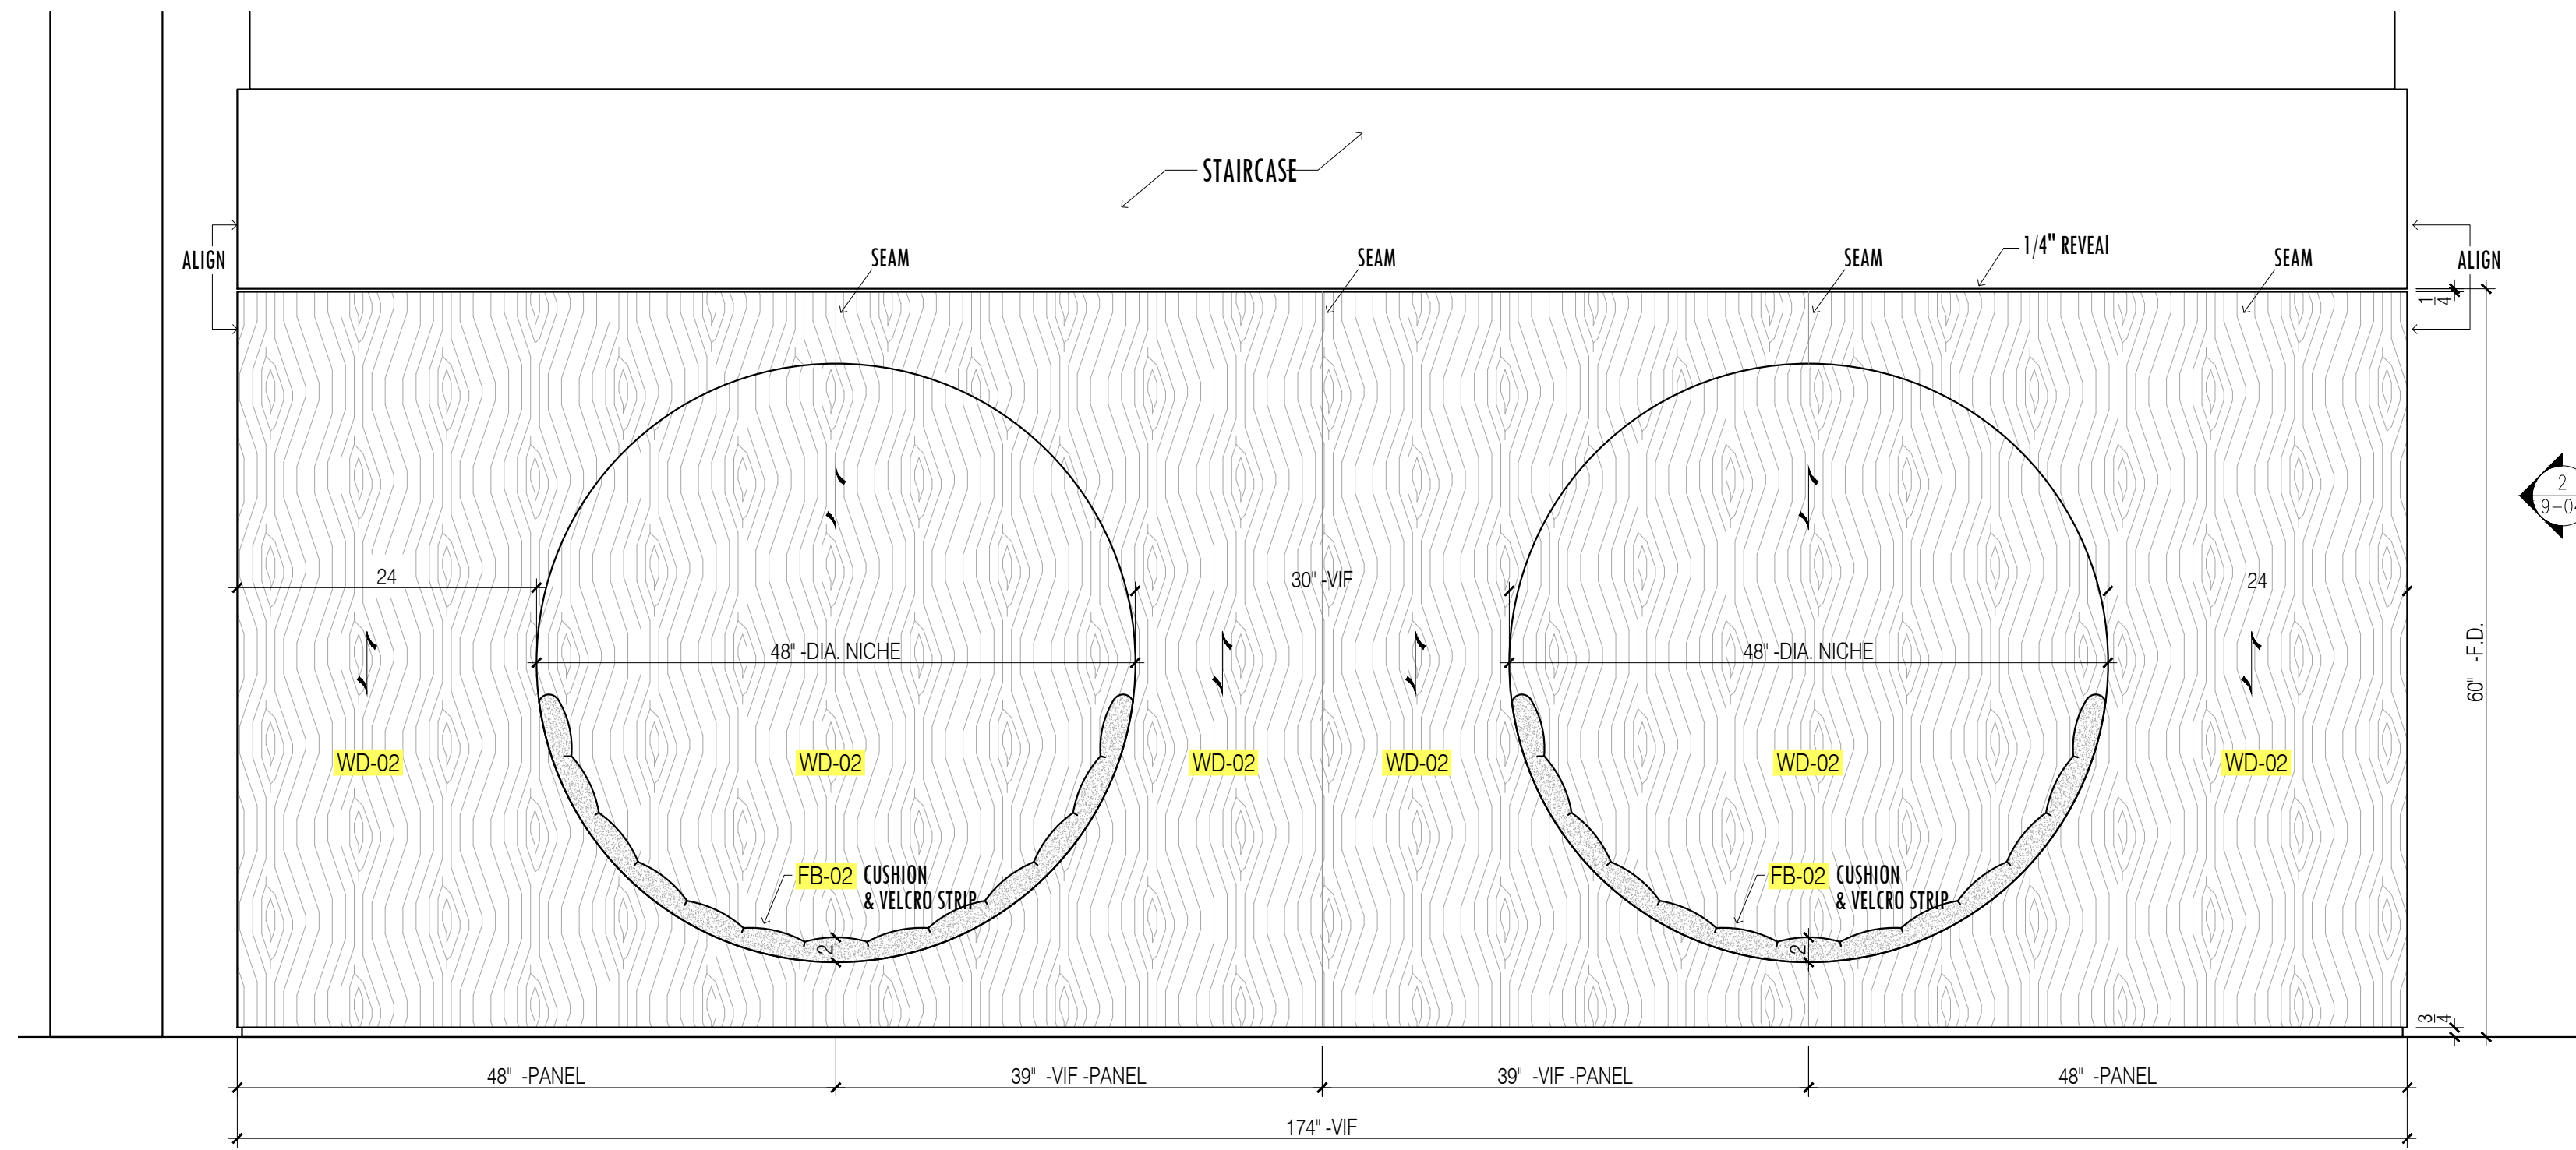 STAIRCASE
ALIGN
SEAM
SEAM
SEAM
1/4" REVEAl
SEAM
ALIGN
1/4
24
30" -VIF
24
48" -DIA. NICHE
48" -DIA. NICHE
60" -F.D.
2
9-04
WD-02
WD-02
WD-02
WD-02
WD-02
WD-02
FB-02 CUSHION
& VELCRO STRIP
FB-02 CUSHION
& VELCRO STRIP
2
2
3/4
48" -PANEL
39" -VIF -PANEL
39" -VIF -PANEL
48" -PANEL
174" -VIF